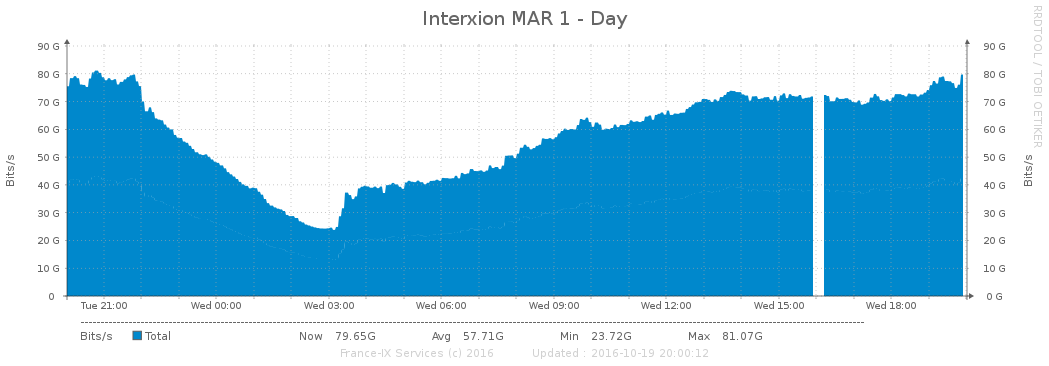 Interxion MAR 1 - Day
RRDTOOL / TOBI OETIKER
90 G 90 G
80 G 80 G
70 G 70 G
60 G 60 G
50 G 50 G
40 G 40 G
30 G 30 G
20 G 20 G
10 G 10 G
0 0 G
Bits/s
Bits/s
Tue 21:00 Wed 00:00 Wed 03:00 Wed 06:00 Wed 09:00 Wed 12:00 Wed 15:00 Wed 18:00
Bits/s Total Now 79.65G Avg 57.71G Min 23.72G Max 81.07G
France-IX Services (c) 2016 Updated : 2016-10-19 20:00:12